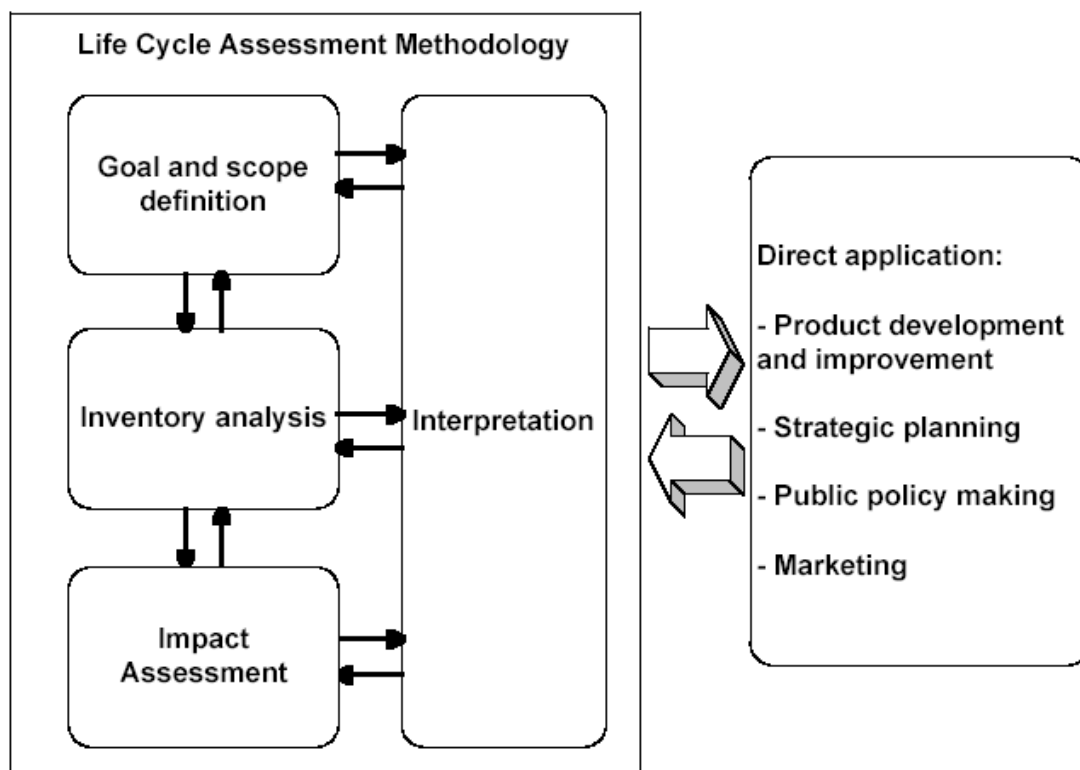 Life Cycle Assessment Methodology
Goal and scope
definition
Inventory analysis
Impact
Assessment
Interpretation
Direct application:
- Product development
and improvement
- Strategic planning
- Public policy making
- Marketing